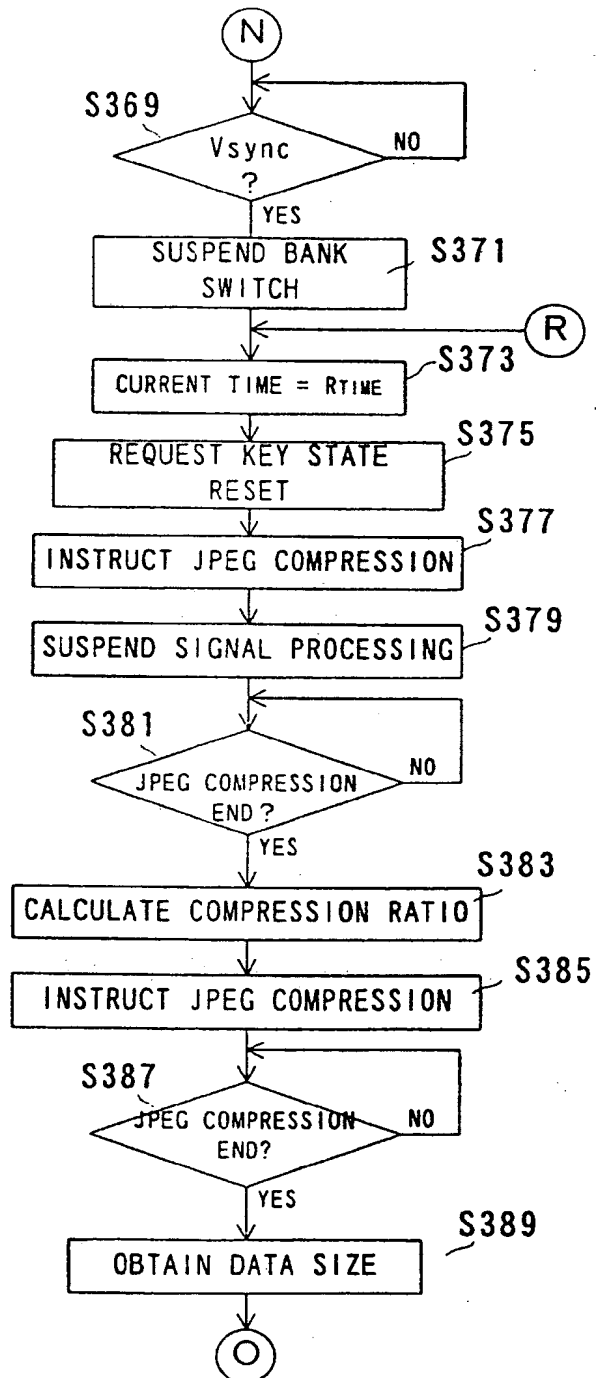 N
S369
Vsync
?
NO
YES
SUSPEND BANK
SWITCH
S371
R
S373
CURRENT TIME = RTIME
S375
REQUEST KEY STATE
RESET
S377
INSTRUCT JPEG COMPRESSION
S379
SUSPEND SIGNAL PROCESSING
S381
JPEG COMPRESSION
END?
NO
YES
S383
CALCULATE COMPRESSION RATIO
S385
INSTRUCT JPEG COMPRESSION
S387
JPEG COMPRESSION
END?
NO
YES
S389
OBTAIN DATA SIZE
O